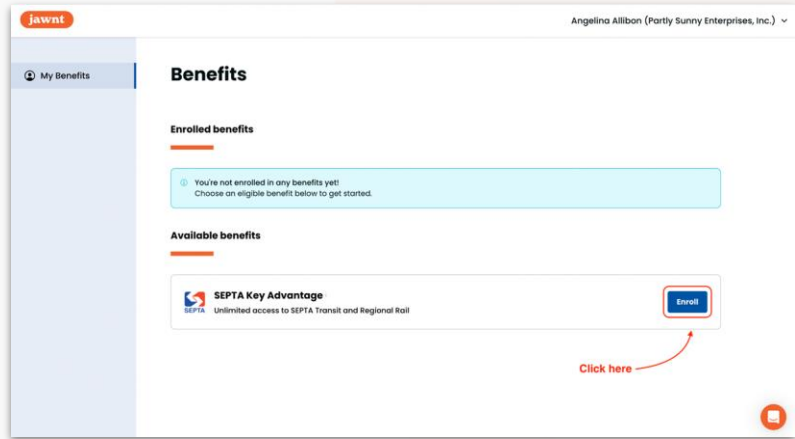 jawnt
Angelina Allibon (Partly Sunny Enterprises, Inc.)
My Benefits
Benefits
Enrolled benefits
You're not enrolled in any benefits yet!
Choose an eligible benefit below to get started.
Available benefits
SEPTA Key Advantage
SEPTA
Unlimited access to SEPTA Transit and Regional Rail
Enroll
Click here